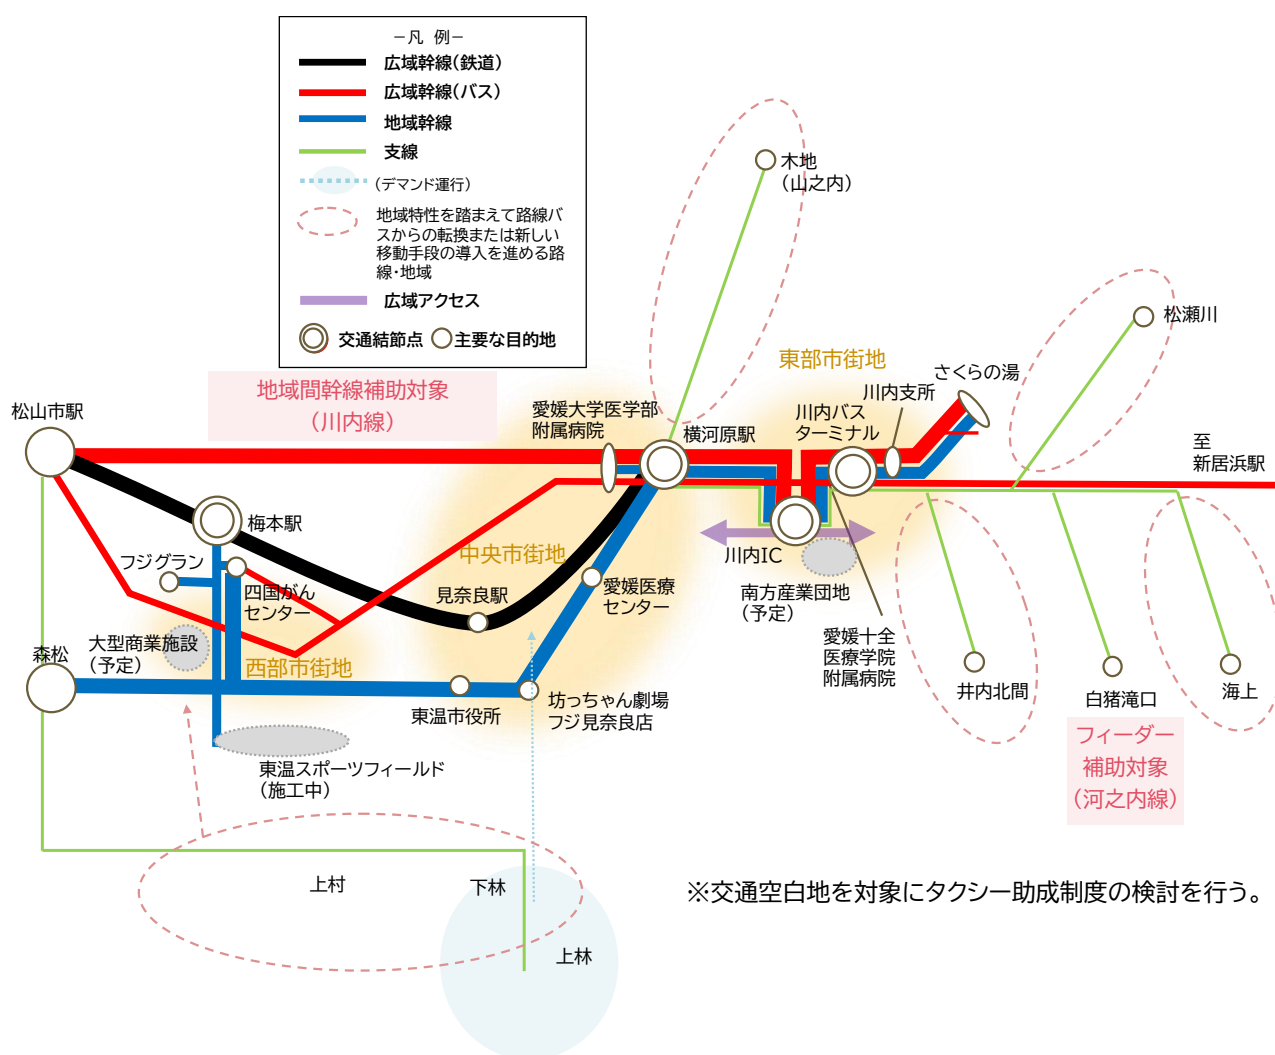 －凡 例－
広域幹線(鉄道)
広域幹線(バス)
地域幹線
支線
(デマンド運行)
地域特性を踏まえて路線バ
スからの転換または新しい
移動手段の導入を進める路
線・地域
広域アクセス
交通結節点 主要な目的地
木地
(山之内)
松瀬川
東部市街地
さくらの湯
川内支所
地域間幹線補助対象
(川内線)
松山市駅
愛媛大学医学部
附属病院
横河原駅
川内バス
ターミナル
至
新居浜駅
梅本駅
フジグラン
四国がん
センター
中央市街地
見奈良駅
愛媛医療
センター
川内IC
南方産業団地
(予定)
愛媛十全
医療学院
附属病院
大型商業施設
(予定)
森松
西部市街地
東温市役所
坊っちゃん劇場
フジ見奈良店
井内北間
白猪滝口
海上
フィーダー
補助対象
(河之内線)
東温スポーツフィールド
(施工中)
上村
下林
上林
※交通空白地を対象にタクシー助成制度の検討を行う。